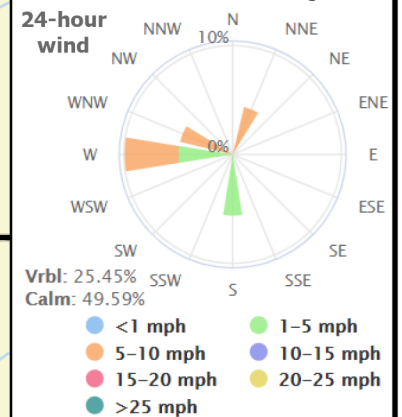 24-hour
wind
N
NNW
NNE
10%
NW
NE
WNW
ENE
0%
W
E
WSW
ESE
SW
SE
Vrbl: 25.45%
SSW
SSE
Calm: 49.59%
S
<1 mph
1-5 mph
5-10 mph
10-15 mph
15-20 mph
20-25 mph
>25 mph